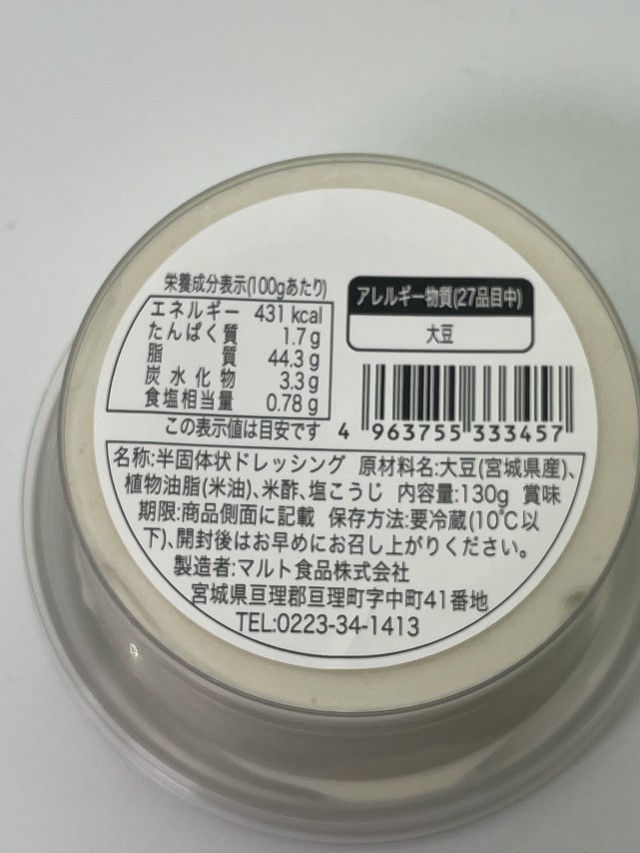 栄養成分表示(100gあたり)
エネルギー 431 kcal
たんぱく質 1.7 g
脂質 44.3 g
炭水化物 3.3 g
食塩相当量 0.78 g
この表示値は目安です
アレルギー物質(27品目中)
大豆
4 963755 333457
名称:半固体状ドレッシング 原材料名:大豆(宮城県産)、
植物油脂(米油)、米酢、塩こうじ 内容量:130g 賞味
期限:商品側面に記載 保存方法:要冷蔵(10℃以
下)、開封後はお早めにお召し上がりください。
製造者:マルト食品株式会社
宮城県亘理郡亘理町字中町41番地
TEL:0223-34-1413